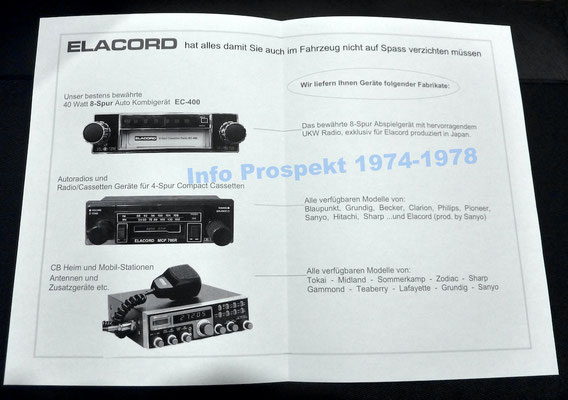 ELACORD hat alles damit Sie auch im Fahrzeug nicht auf Spass verzichten müssen
Wir liefern Ihnen Geräte folgender Fabrikate:
Unser bestens bewährte
40 Watt 8-Spur Auto Kombigerät EC-400
ELACORD
Das bewährte 8-Spur Abspielgerät mit hervorragendem
UKW Radio, exclusiv für Elacord produziert in Japan.
Info Prospekt 1974-1978
Autoradios und
Radio/Cassetten Geräte für 4-Spur Compact Cassetten
ELACORD MCP 7WR
Alle verfügbaren Modelle von:
Blaupunkt, Grundig, Becker, Clarion, Philips, Pioneer,
Sanyo, Hitachi, Sharp ...und Elacord (prod. by Sanyo)
CB Heim und Mobil-Stationen
Antennen und
Zusatzgeräte etc.
Alle verfügbaren Modelle von:
Tokai - Midland - Sommerkamp - Zodiac - Sharp
Gammond - Teaberry - Lafayette - Grundig - Sanyo